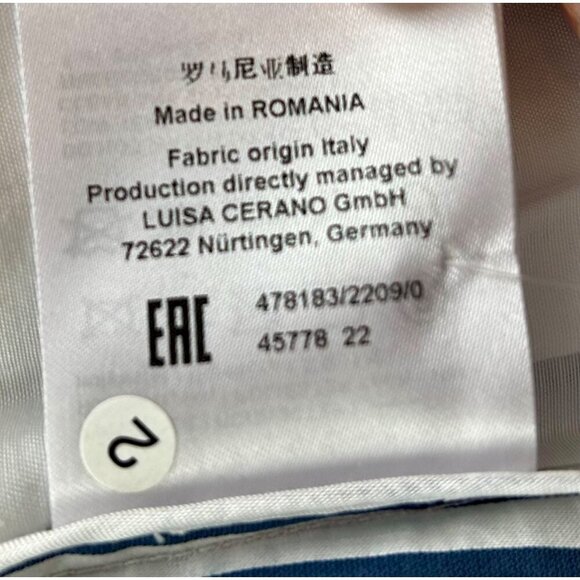 罗马尼亚制造
Made in ROMANIA
Fabric origin Italy
Production directly managed by
LUISA CERANO GmbH
72622 Nürtingen, Germany
EAC
478183/2209/0
45778 22
2